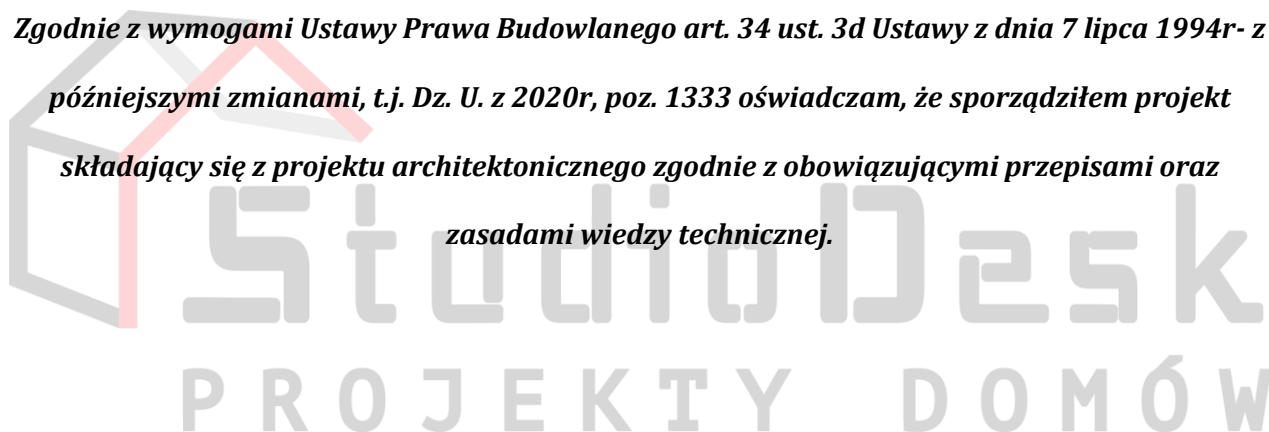 Zgodnie z wymogami Ustawy Prawa Budowlanego art. 34 ust. 3d Ustawy z dnia 7 lipca 1994r- z
późniejszymi zmianami, t.j. Dz. U. z 2020r, poz. 1333 oświadczam, że sporządziłem projekt
składający się z projektu architektonicznego zgodnie z obowiązującymi przepisami oraz
zasadami wiedzy technicznej.
StudioDesk
PROJEKTY DOMÓW